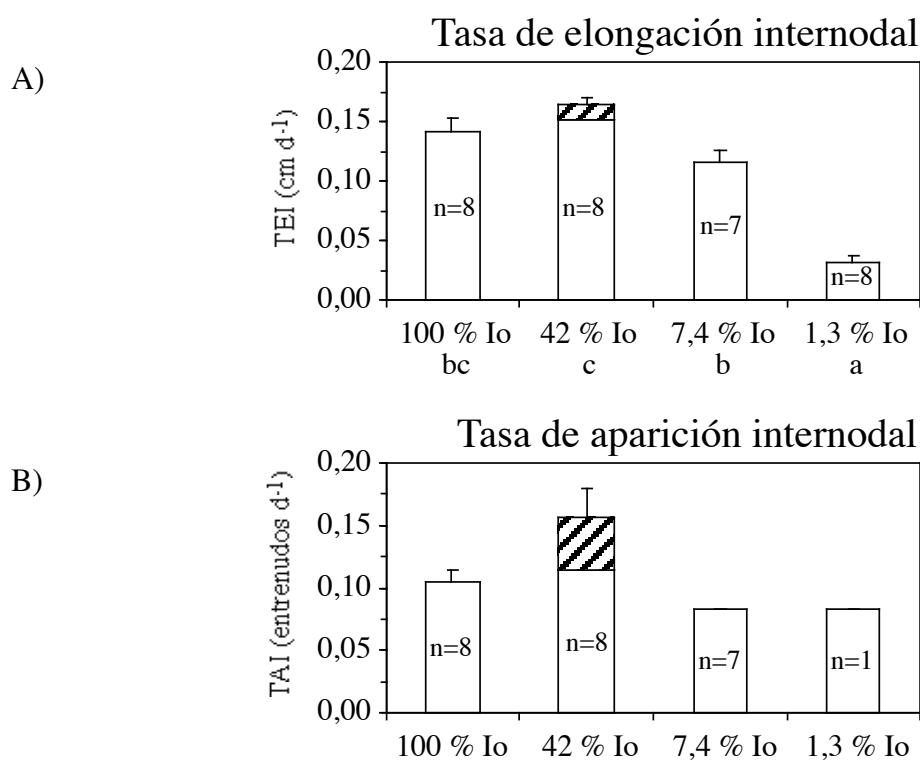 Tasa de elongación internodal
A)
TEI (cm d-1)
0,20
0,15
0,10
0,05
0,00
n=8
n=8
n=7
n=8
100 % Io 42 % Io 7,4 % Io 1,3 % Io
bc c b a
Tasa de aparición internodal
B)
TAI (entrenudos d-1)
0,20
0,15
0,10
0,05
0,00
n=8
n=8
n=7
n=1
100 % Io 42 % Io 7,4 % Io 1,3 % Io